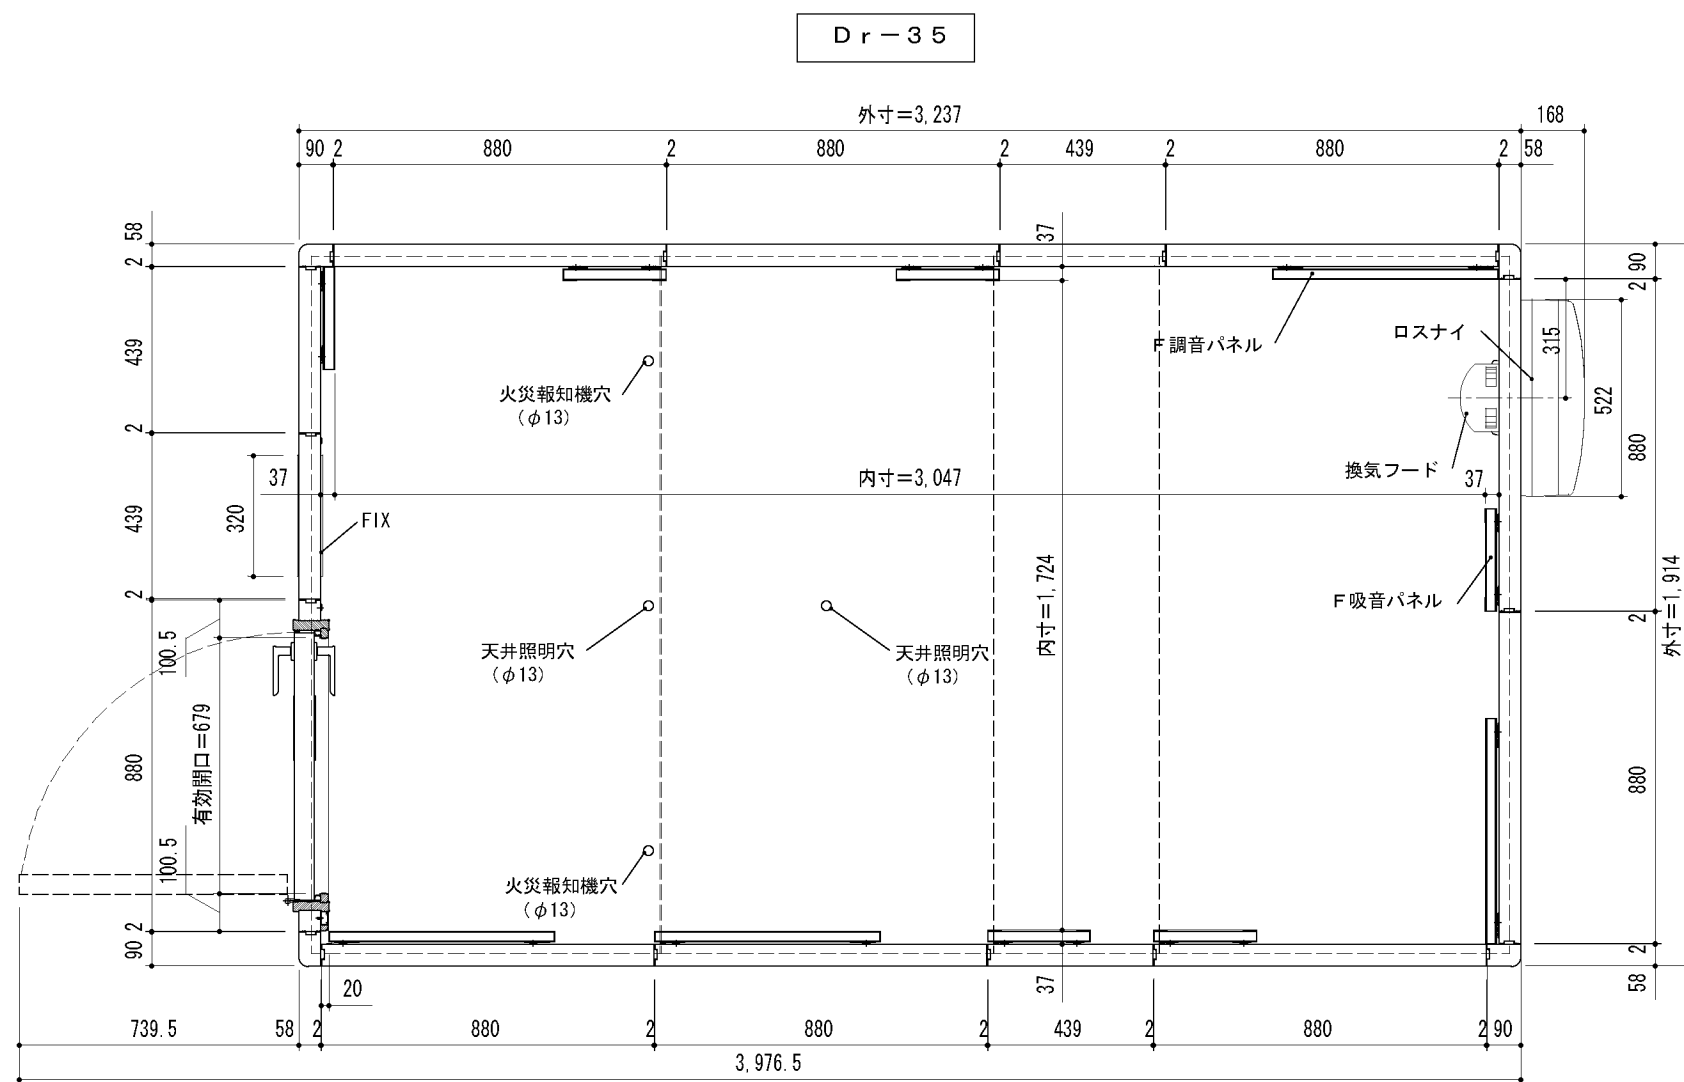 Dr－35
外寸＝3,237
168
90
2
880
2
880
2
439
2
880
2
58
58
2
439
2
439
2
880
2
90
37
90
2
880
2
880
2
58
外寸＝1,914
315
522
ロスナイ
F調音パネル
火災報知機穴
（φ13）
換気フード
内寸＝3,047
37
37
320
FIX
内寸＝1,724
F吸音パネル
天井照明穴
（φ13）
天井照明穴
（φ13）
100.5
有効開口＝679
100.5
火災報知機穴
（φ13）
37
20
739.5
58
2
880
2
880
2
439
2
880
2
90
3,976.5